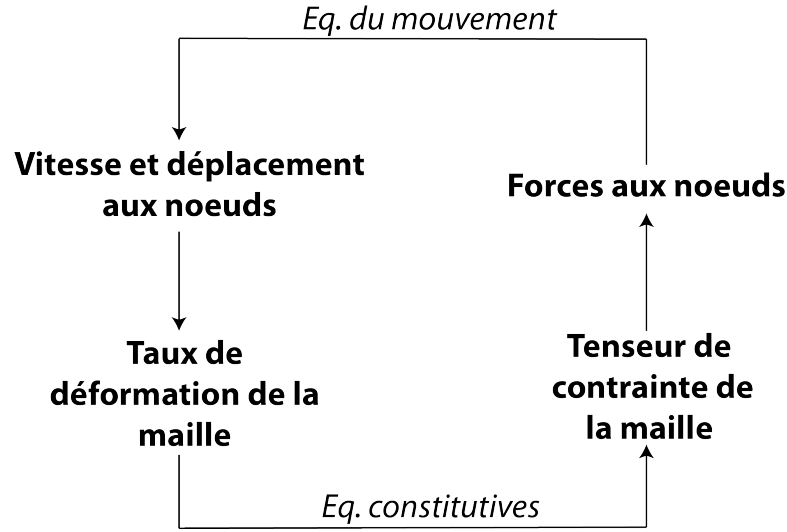 Eq. du mouvement
Vitesse et déplacement
aux noeuds
Forces aux noeuds
Taux de
déformation de la
maille
Tenseur de
contrainte de
la maille
Eq. constitutives